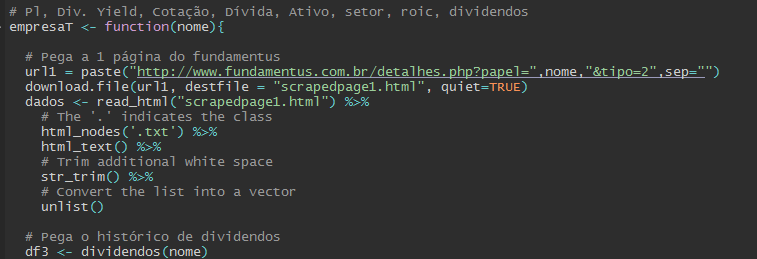 # Pl, Div. Yield, Cotação, Dívida, Ativo, setor, roic, dividendos
empresaT <- function(nome){
# Pega a 1 página do fundamentus
url1 = paste("http://www.fundamentus.com.br/detalhes.php?papel=",nome,"&tipo=2",sep="")
download.file(url1, destfile = "scrapedpage1.html", quiet=TRUE)
dados <- read_html("scrapedpage1.html") %>%
# The '.' indicates the class
html_nodes('.txt') %>%
html_text() %>%
# Trim additional white space
str_trim() %>%
# Convert the list into a vector
unlist()
# Pega o histórico de dividendos
df3 <- dividendos(nome)